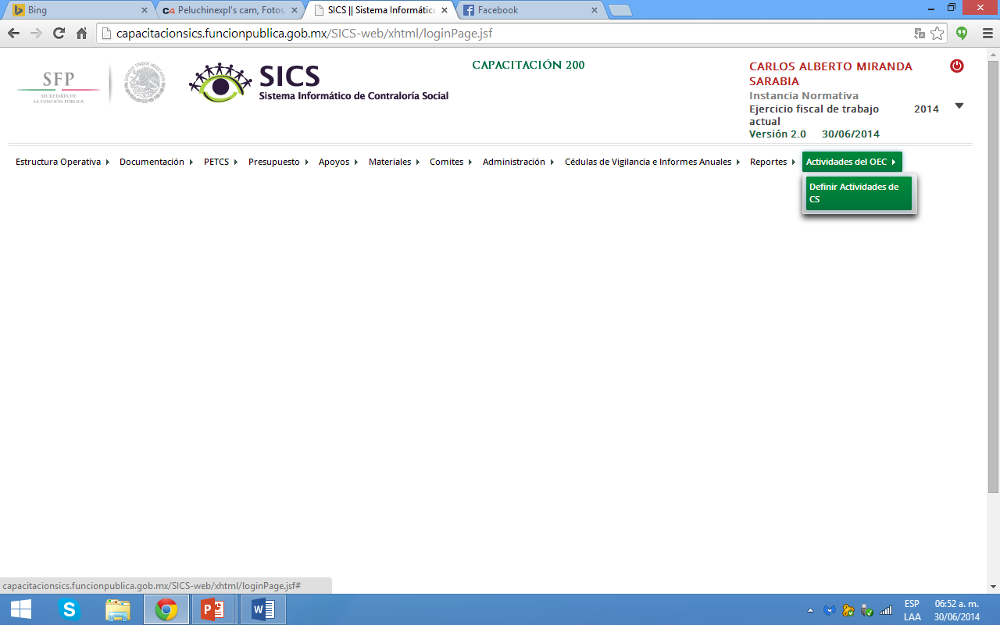 Bing
C4 Peluchinexpl's cam, Fotos,
SICS || Sistema Informático
Facebook
capacitacionsics.funcionpublica.gob.mx/SICS-web/xhtml/loginPage.jsf
SFP
SECRETARÍA DE
LA FUNCIÓN PÚBLICA
ESTADOS UNIDOS MEXICANOS
SICS
Sistema Informático de Contraloría Social
CAPACITACIÓN 200
CARLOS ALBERTO MIRANDA
SARABIA
Instancia Normativa
Ejercicio fiscal de trabajo 2014
actual
Versión 2.0 30/06/2014
Estructura Operativa Documentación PETCS Presupuesto Apoyos Materiales Comites Administración Cédulas de Vigilancia e Informes Anuales Reportes Actividades del OEC
Definir Actividades de
CS
capacitacionsics.funcionpublica.gob.mx/SICS-web/xhtml/loginPage.jsf#
ESP 06:52 a. m.
LAA 30/06/2014